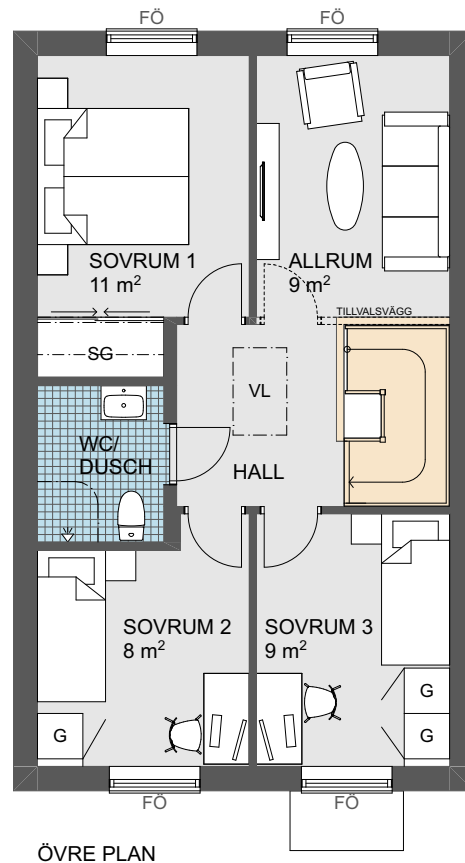 FÖ
FÖ
SOVRUM 1
11 m²
ALLRUM
9 m²
TILLVALSVÄGG
SG
VL
WC/
DUSCH
HALL
SOVRUM 2
8 m²
SOVRUM 3
9 m²
G
G
G
FÖ
FÖ
ÖVRE PLAN